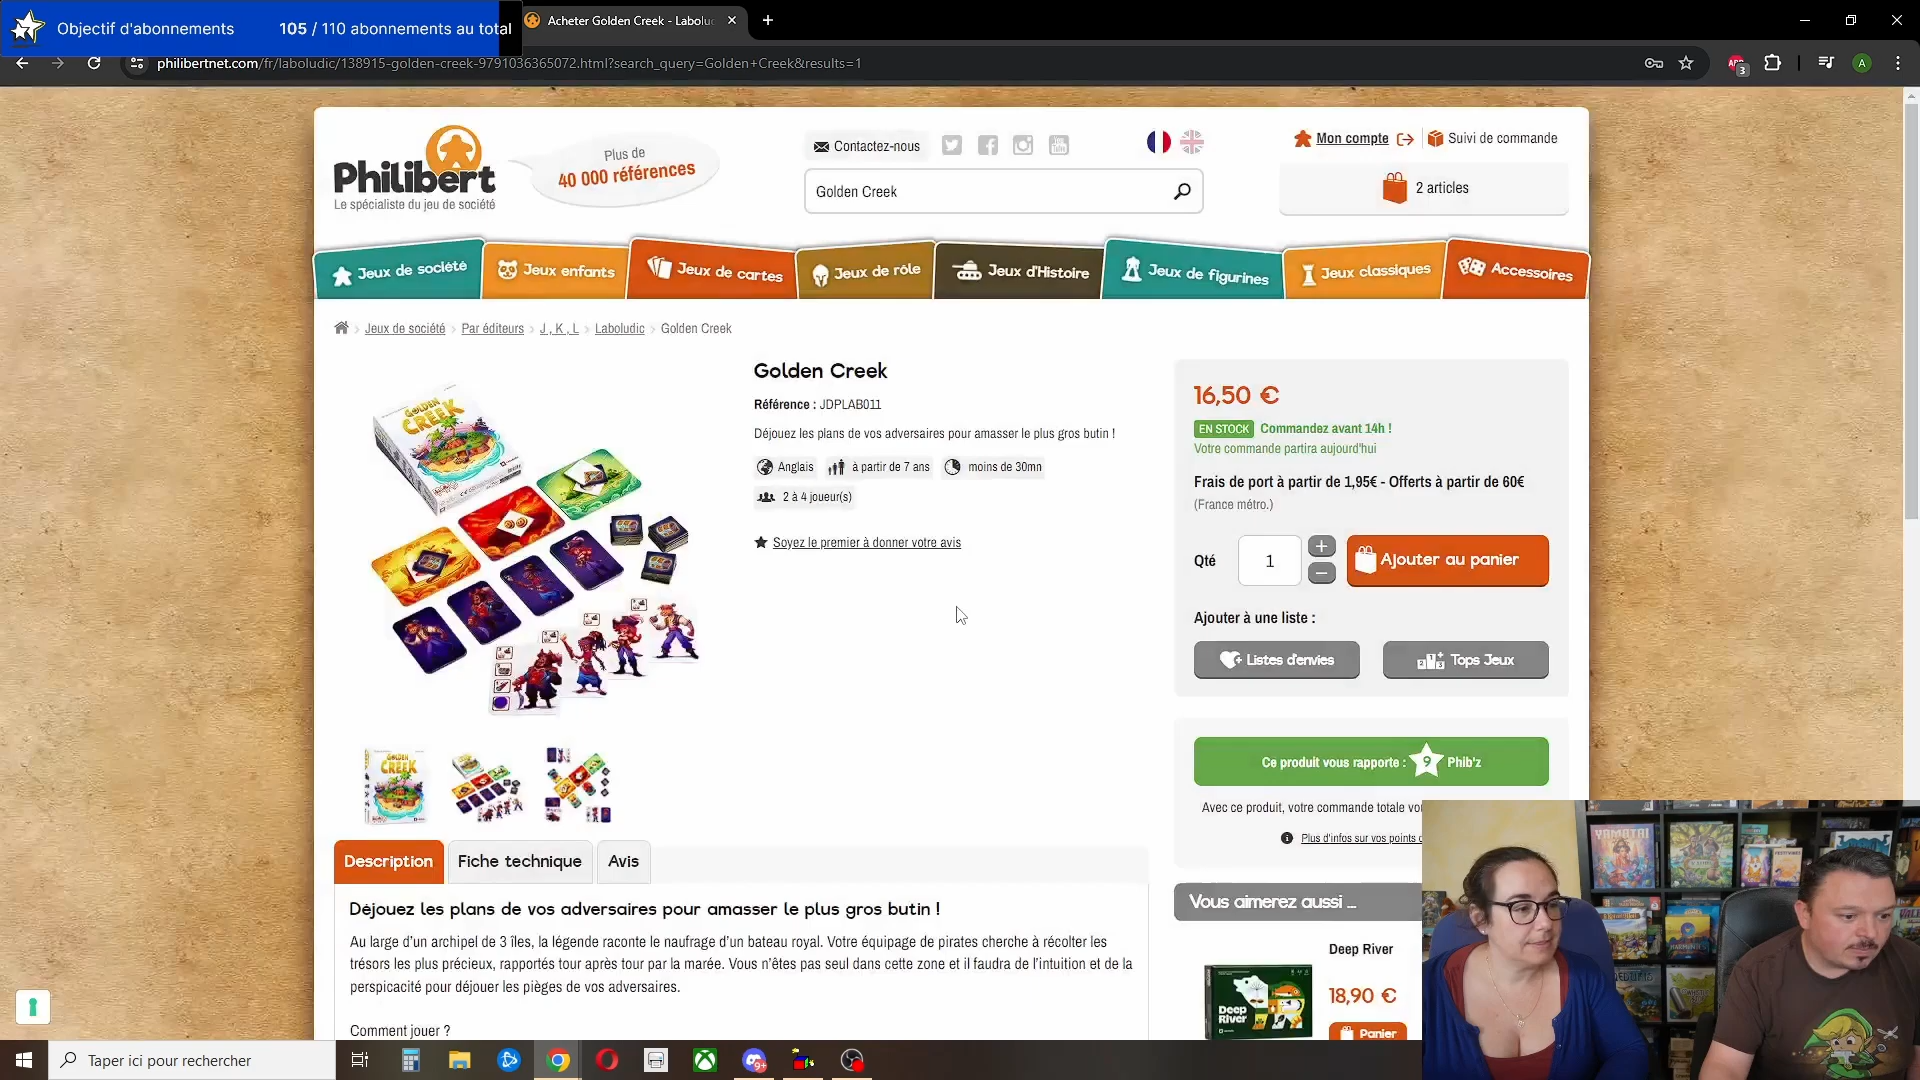 Objectif d'abonnements 105 / 110 abonnements au total
Acheter Golden Creek - Laboluc
philibertnet.com/fr/laboludic/138915-golden-creek-9791036365072.html?search_query=Golden+Creek&results=1
3
A
Philibert
Le spécialiste du jeu de société
Plus de
40 000 références
Contactez-nous
Golden Creek
Mon compte
Suivi de commande
2 articles
Jeux de société
Jeux enfants
Jeux de cartes
Jeux de rôle
Jeux d'Histoire
Jeux de figurines
Jeux classiques
Accessoires
Jeux de société > Par éditeurs > J , K , L > Laboludic > Golden Creek
GOLDEN
CREEK
Golden Creek
Référence : JDPLAB011
Déjouez les plans de vos adversaires pour amasser le plus gros butin !
Anglais
à partir de 7 ans
moins de 30mn
2 à 4 joueur(s)
Soyez le premier à donner votre avis
16,50 €
EN STOCK Commandez avant 14h !
Votre commande partira aujourd'hui
Frais de port à partir de 1,95€ - Offerts à partir de 60€
(France métro.)
Qté
1
Ajouter au panier
Ajouter à une liste :
Listes d'envies
Tops Jeux
Ce produit vous rapporte : 9 Phib'z
Avec ce produit, votre commande totale vo
Plus d'infos sur vos points
GOLDEN
CREEK
Description
Fiche technique
Avis
Déjouez les plans de vos adversaires pour amasser le plus gros butin !
Au large d'un archipel de 3 îles, la légende raconte le naufrage d'un bateau royal. Votre équipage de pirates cherche à récolter les
trésors les plus précieux, rapportés tour après tour par la marée. Vous n'êtes pas seul dans cette zone et il faudra de l'intuition et de la
perspicacité pour déjouer les pièges de vos adversaires.
Comment jouer ?
Vous aimerez aussi ...
Deep River
Deep
River
18,90 €
Panier
YAMATAI
HARMONIES
Taper ici pour rechercher
9+